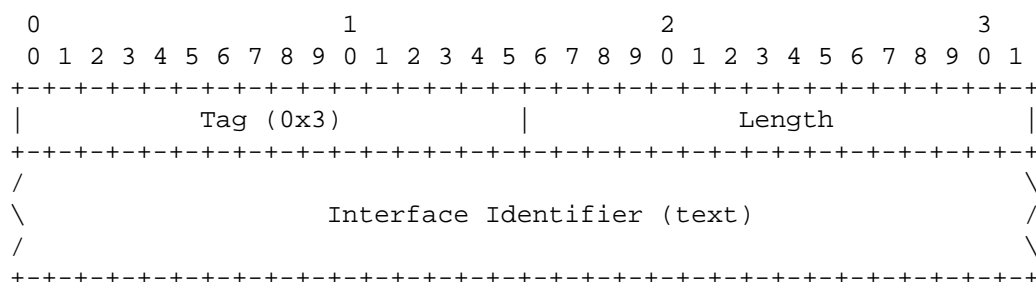 0                   1                   2                   3
 0 1 2 3 4 5 6 7 8 9 0 1 2 3 4 5 6 7 8 9 0 1 2 3 4 5 6 7 8 9 0 1
+-+-+-+-+-+-+-+-+-+-+-+-+-+-+-+-+-+-+-+-+-+-+-+-+-+-+-+-+-+-+-+-+
|           Tag (0x3)           |             Length            |
+-+-+-+-+-+-+-+-+-+-+-+-+-+-+-+-+-+-+-+-+-+-+-+-+-+-+-+-+-+-+-+-+
/                                                               \
\                   Interface Identifier (text)                 /
/                                                               \
+-+-+-+-+-+-+-+-+-+-+-+-+-+-+-+-+-+-+-+-+-+-+-+-+-+-+-+-+-+-+-+-+